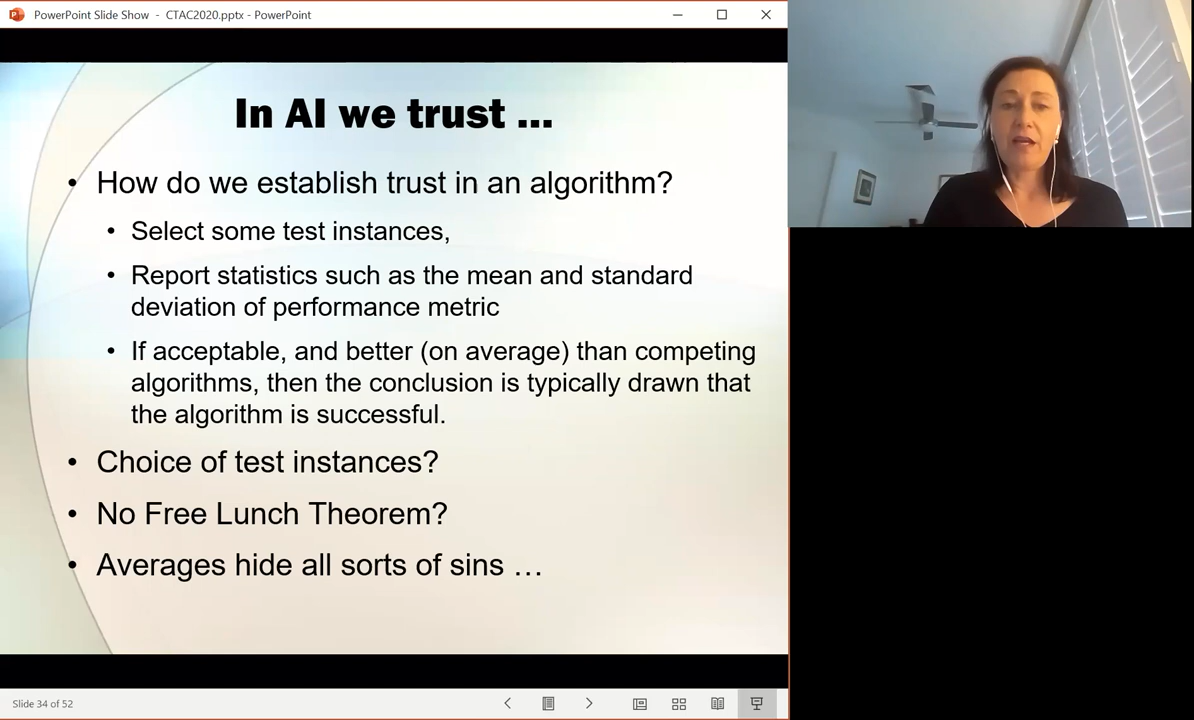 PowerPoint Slide Show - CTAC2020.pptx - PowerPoint
In AI we trust ...
• How do we establish trust in an algorithm?
• Select some test instances,
• Report statistics such as the mean and standard
deviation of performance metric
• If acceptable, and better (on average) than competing
algorithms, then the conclusion is typically drawn that
the algorithm is successful.
• Choice of test instances?
• No Free Lunch Theorem?
• Averages hide all sorts of sins …
Slide 34 of 52